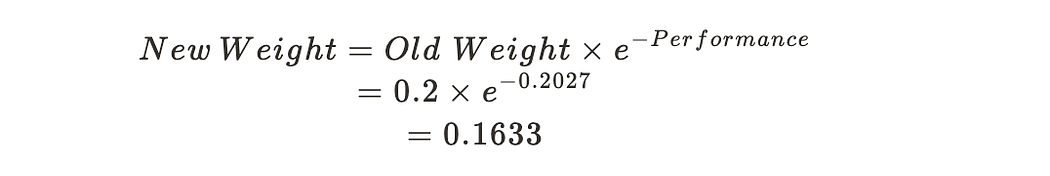 New Weight = Old Weight × e^{-Performance}
= 0.2 × e^{-0.2027}
= 0.1633